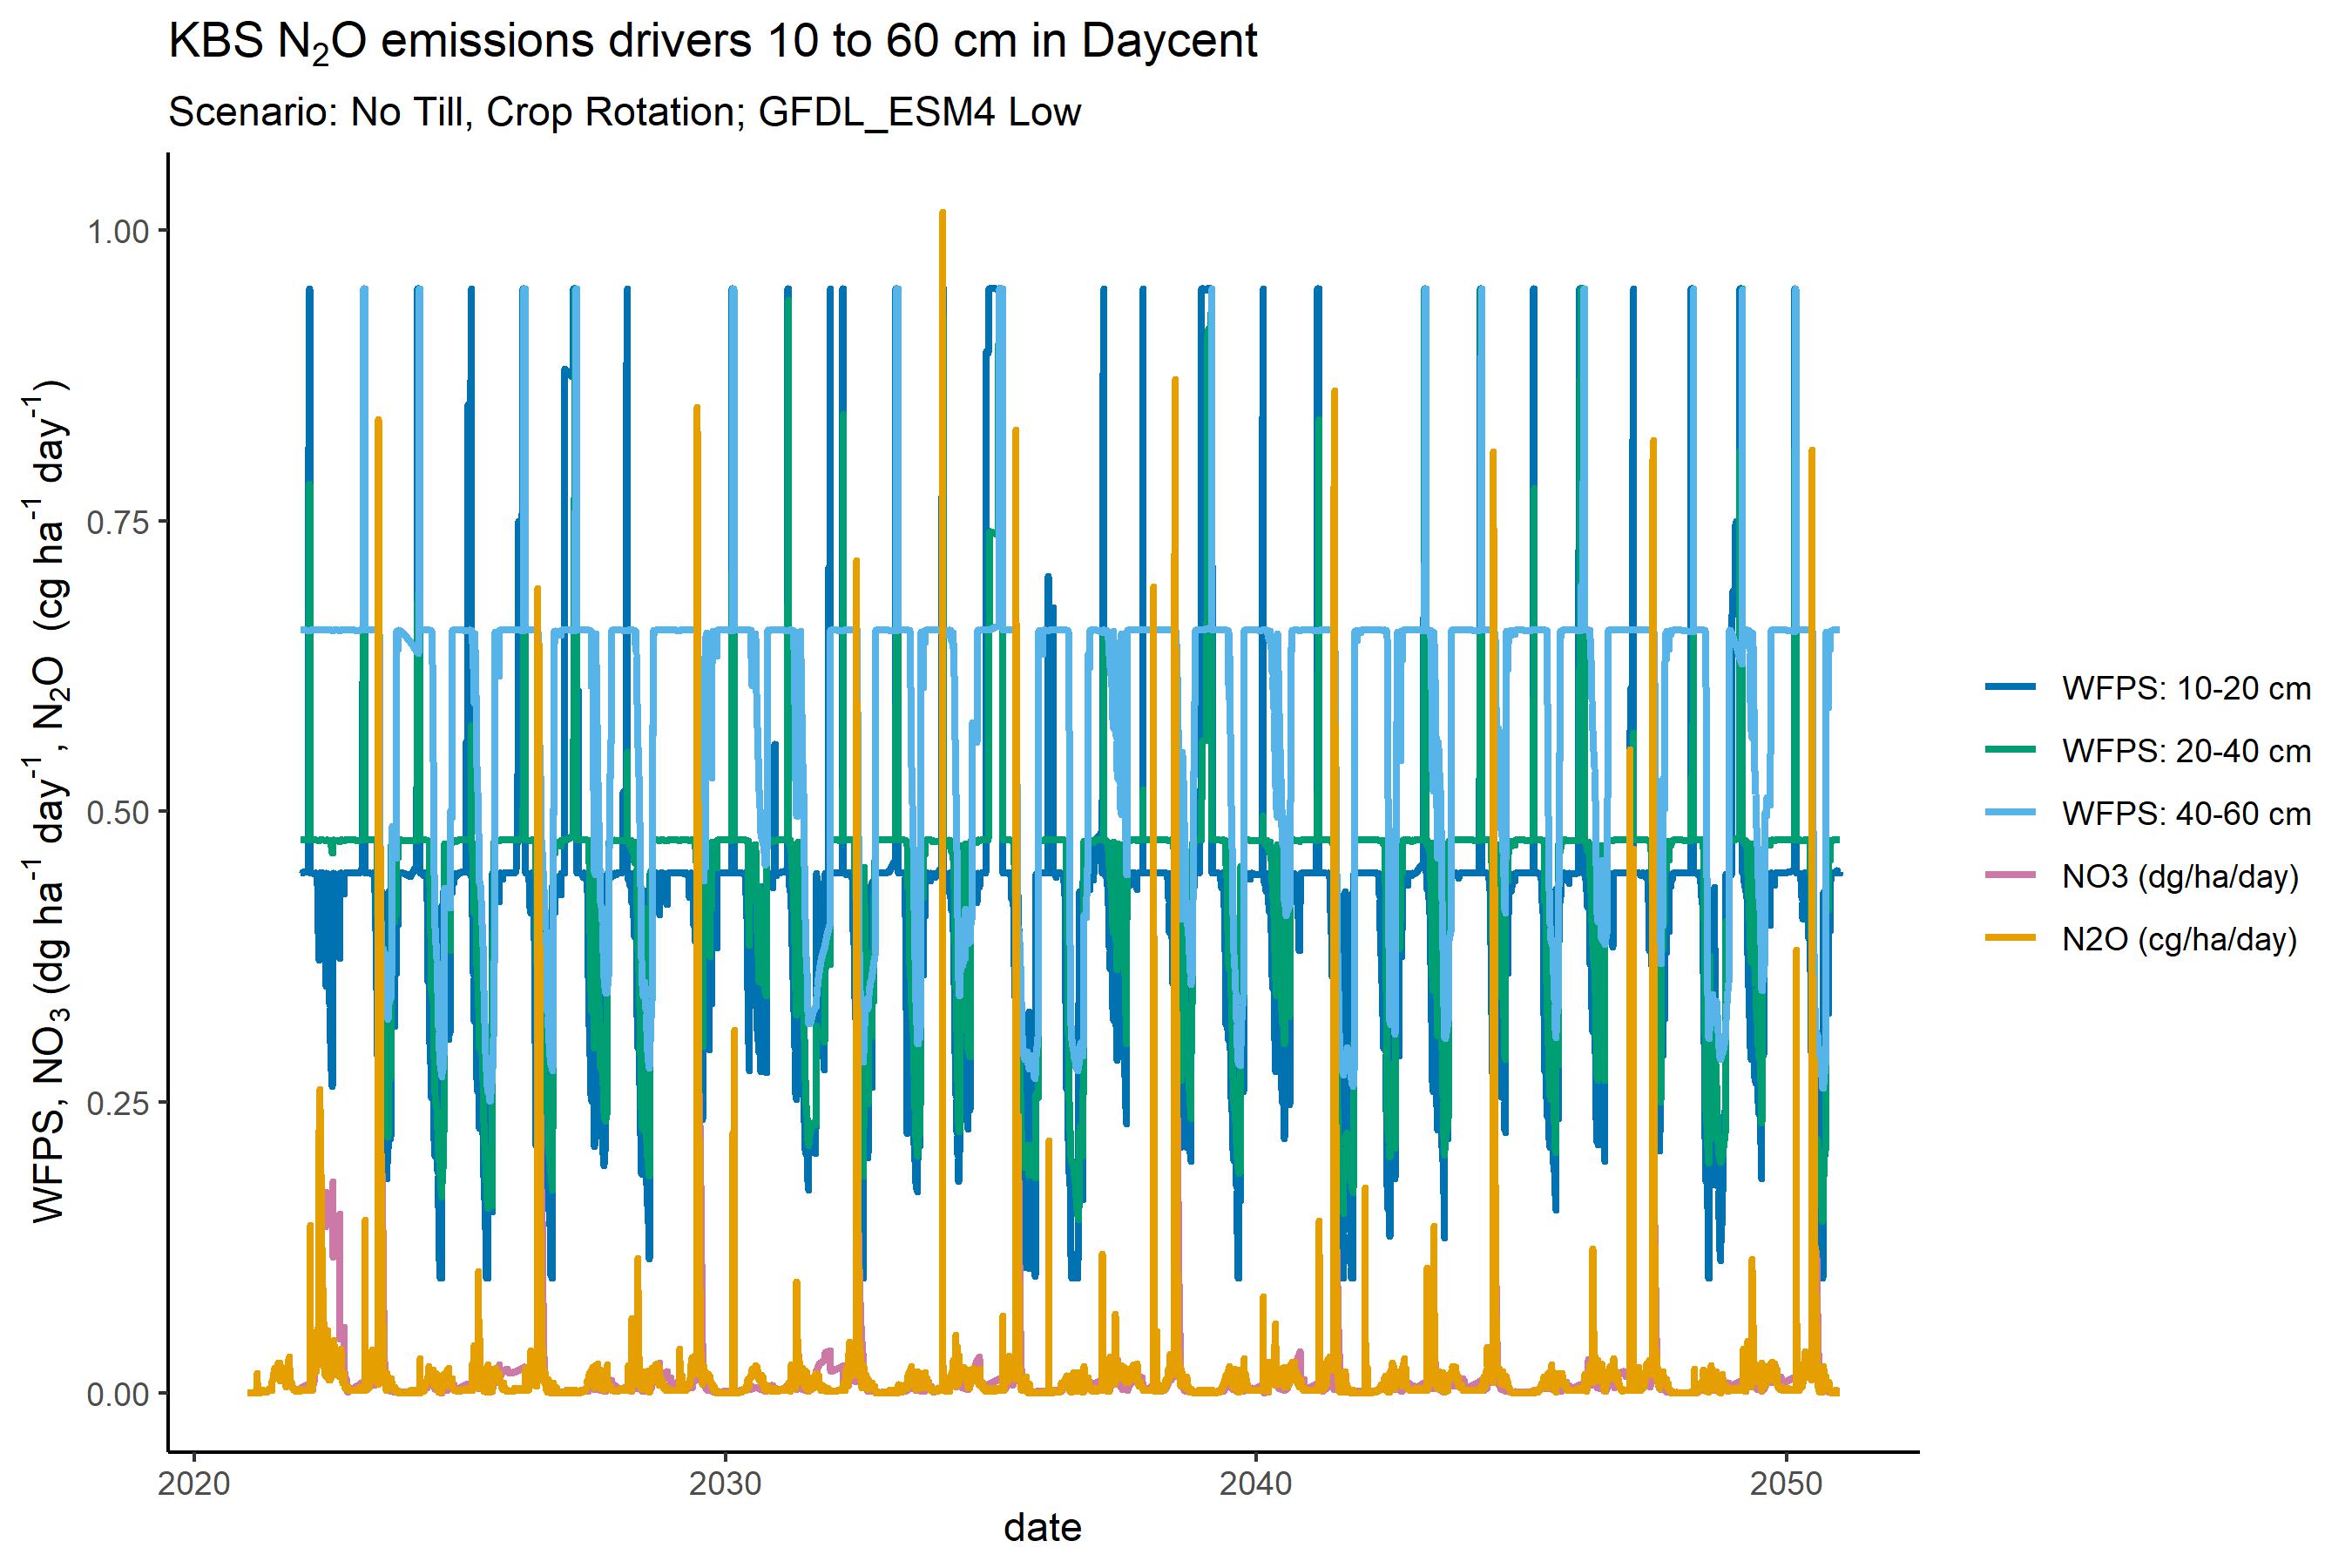 KBS N₂O emissions drivers 10 to 60 cm in Daycent
Scenario: No Till, Crop Rotation; GFDL_ESM4 Low
WFPS, NO₃ (dg ha⁻¹ day⁻¹, N₂O (cg ha⁻¹ day⁻¹)
1.00
0.75
0.50
0.25
0.00
2020 2030 2040 2050
date
WFPS: 10-20 cm
WFPS: 20-40 cm
WFPS: 40-60 cm
NO3 (dg/ha/day)
N2O (cg/ha/day)